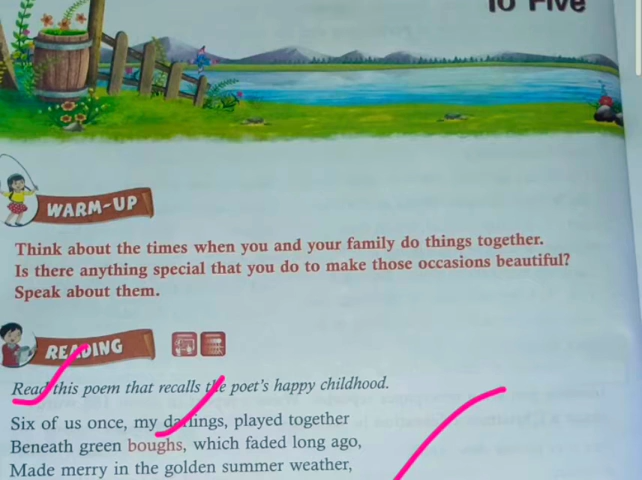 to Five
WARM-UP
Think about the times when you and your family do things together.
Is there anything special that you do to make those occasions beautiful?
Speak about them.
READING
Read this poem that recalls the poet's happy childhood.
Six of us once, my darlings, played together
Beneath green boughs, which faded long ago,
Made merry in the golden summer weather,